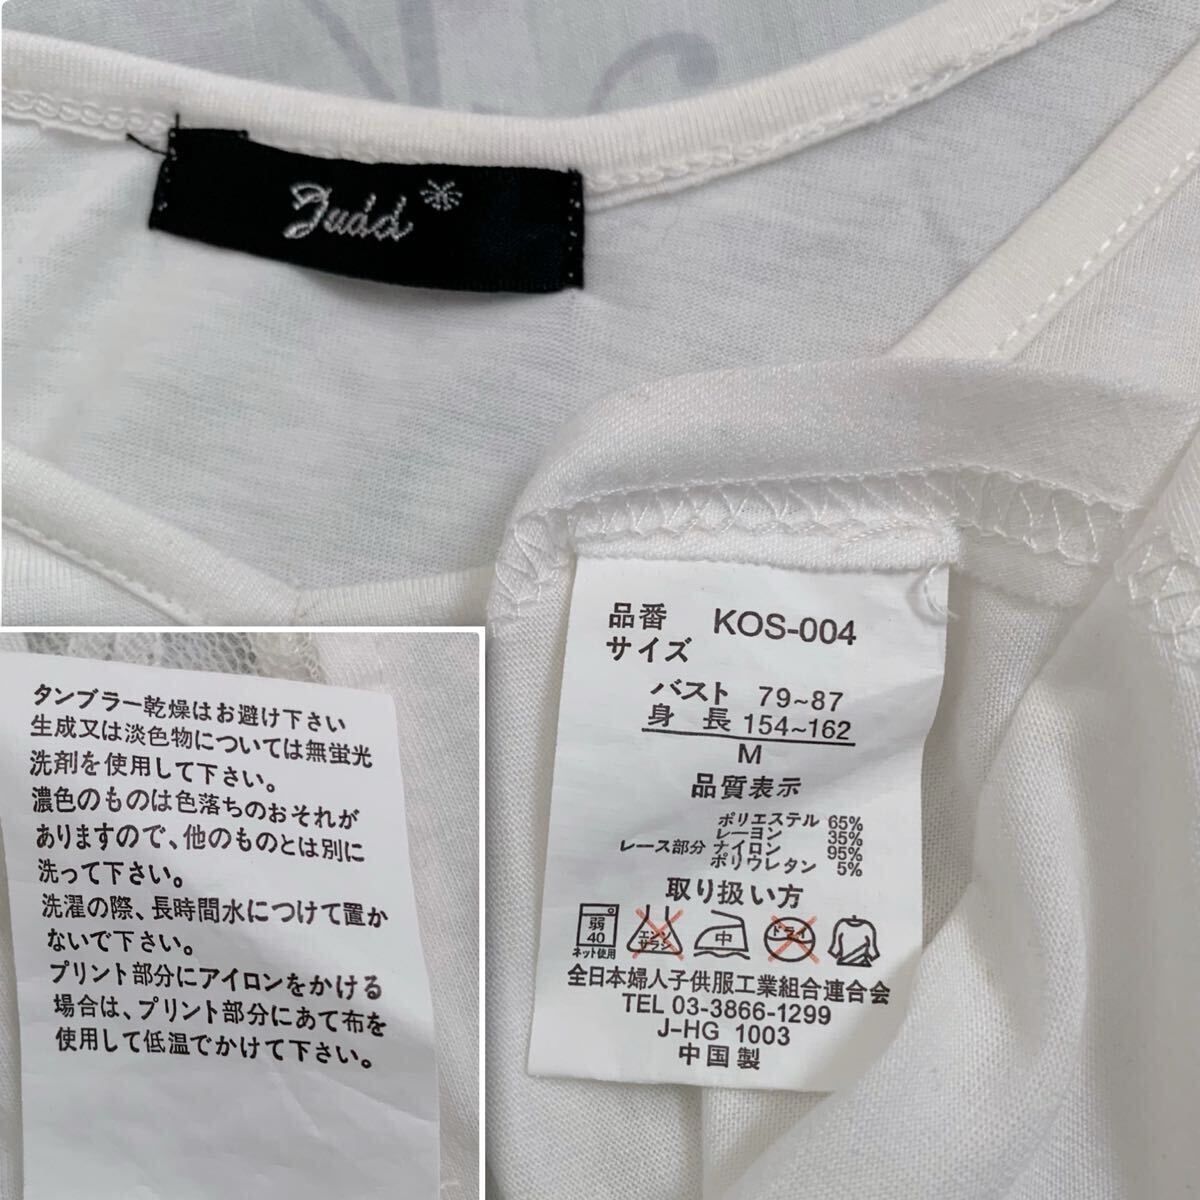 Judd*
品番 KOS-004
サイズ
バスト 79~87
身長 154~162
M
品質表示
ポリエステル 65%
レーヨン 35%
レース部分 ナイロン 95%
ポリウレタン 5%
取り扱い方
弱
40
ネット使用
エンソ
サラシ
中
ドライ
全日本婦人子供服工業組合連合会
TEL 03-3866-1299
J-HG 1003
中国製
タンブラー乾燥はお避け下さい
生成又は淡色物については無蛍光
洗剤を使用して下さい。
濃色のものは色落ちのおそれが
ありますので、他のものとは別に
洗って下さい。
洗濯の際、長時間水につけて置か
ないで下さい。
プリント部分にアイロンをかける
場合は、プリント部分にあて布を
使用して低温でかけて下さい。